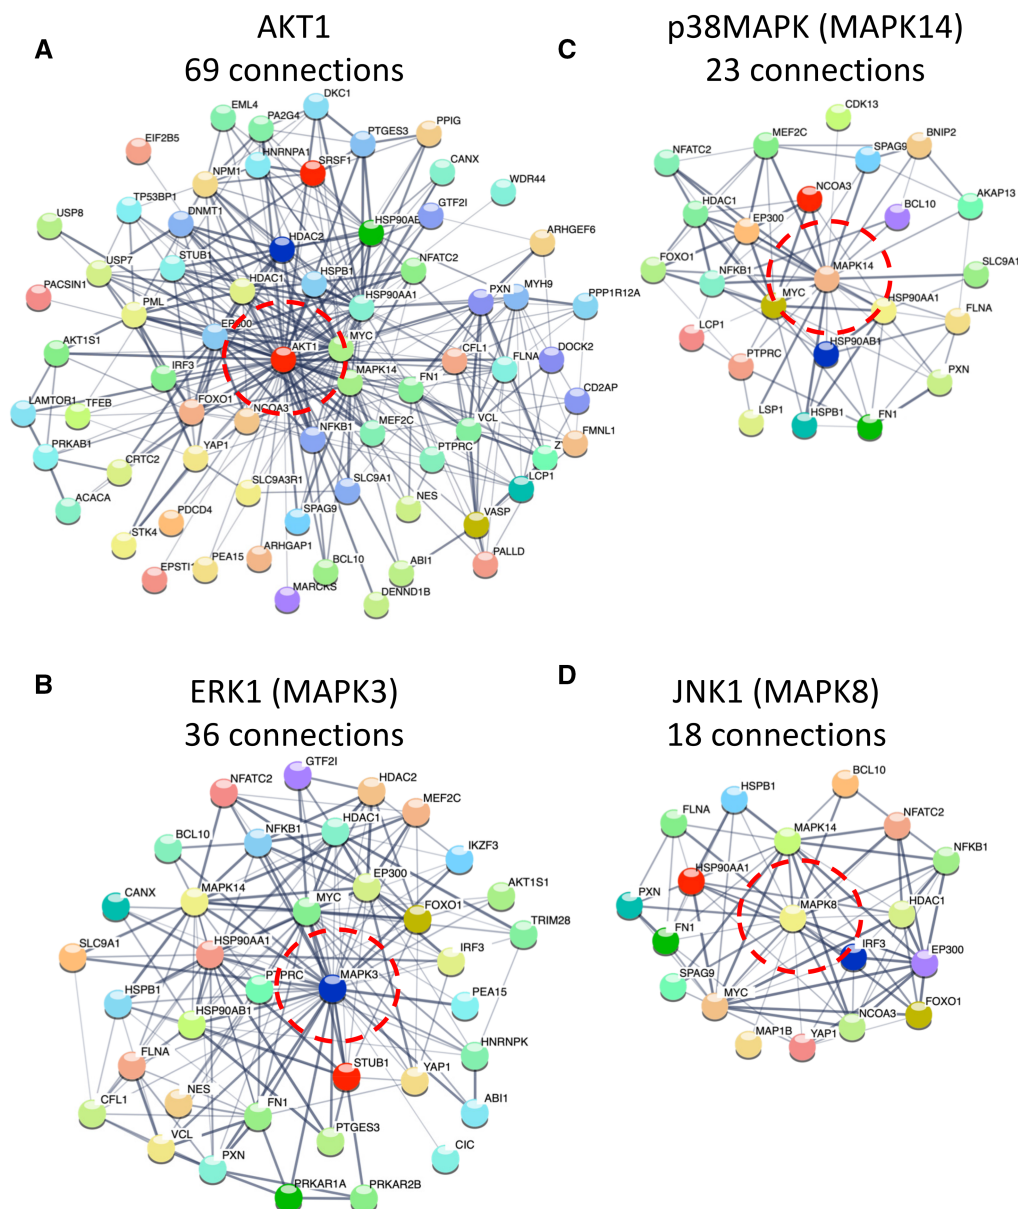 A
AKT1
69 connections
EML4
DKC1
PA2G4
PTGES3
PPIG
EIF2B5
HNRNPA1
SRSF1
CANX
NPM1
WDR44
TP53BP1
DNMT1
GTF2I
USP8
HSP90AB
HDAC2
ARHGEF6
STUB1
NFATC2
USP7
HSPB1
HDAC1
PACSIN1
HSP90AA1
PXN
MYH9
PPP1R12A
PML
EP300
MYC
AKT1S1
AKT1
CFL1
DOCK2
FLNA
IRF3
MAPK14
FN1
CD2AP
LAMTOR1
TFEB
FOXO1
NCOA3
MEF2C
VCL
NFKB1
FMNL1
PRKAB1
YAP1
PTPRC
CRTC2
LCP1
SLC9A3R1
SLC9A1
ACACA
NES
PDCD4
SPAG9
VASP
STK4
ARHGAP1
PALLD
PEA15
EPSTI1
BCL10
ABI1
MARCKS
DENND1B
C
p38MAPK (MAPK14)
23 connections
CDK13
MEF2C
BNIP2
NFATC2
SPAG9
NCOA3
AKAP13
HDAC1
BCL10
EP300
FOXO1
MAPK14
SLC9A1
NFKB1
MYC
HSP90AA1
FLNA
LCP1
HSP90AB1
PTPRC
PXN
LSP1
HSPB1
FN1
B
ERK1 (MAPK3)
36 connections
GTF2I
NFATC2
HDAC2
MEF2C
HDAC1
BCL10
NFKB1
IKZF3
EP300
MAPK14
AKT1S1
CANX
MYC
FOXO1
TRIM28
SLC9A1
HSP90AA1
IRF3
PTPRC
MAPK3
HSPB1
PEA15
HSP90AB1
HNRNPK
FLNA
STUB1
YAP1
NES
CFL1
FN1
ABI1
VCL
PTGES3
PXN
CIC
PRKAR1A
PRKAR2B
D
JNK1 (MAPK8)
18 connections
BCL10
HSPB1
FLNA
NFATC2
MAPK14
NFKB1
HSP90AA1
PXN
MAPK8
HDAC1
FN1
IRF3
EP300
SPAG9
MYC
FOXO1
NCOA3
MAP1B
YAP1